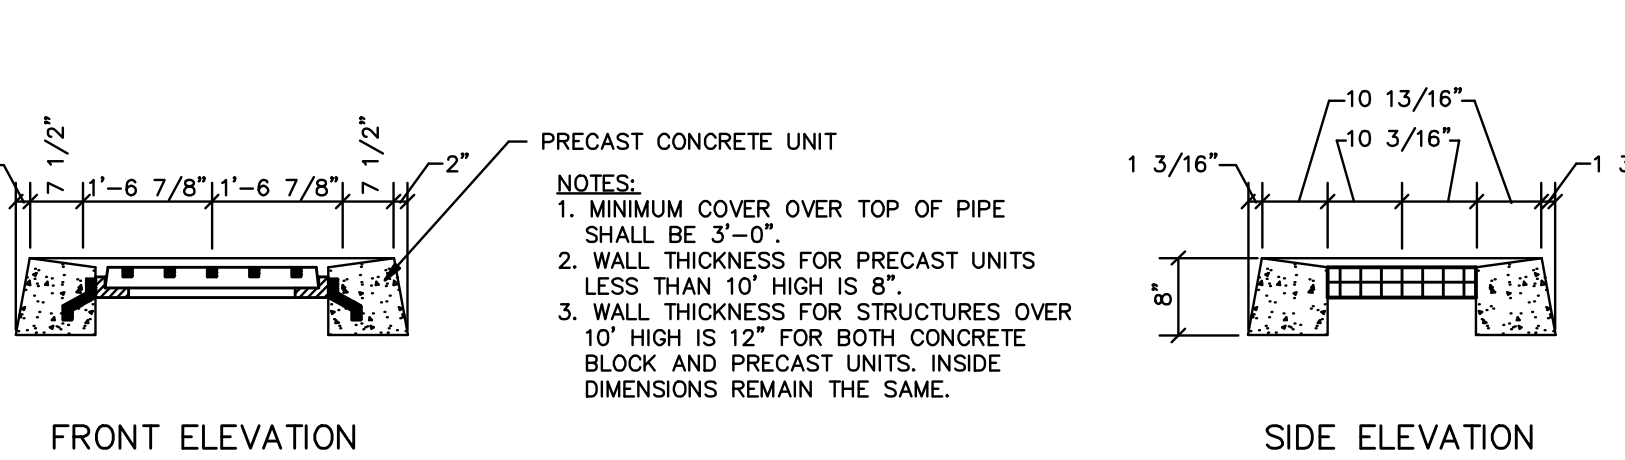 7 1/2"
7 1/2"
1'-6 7/8"
1'-6 7/8"
2"
PRECAST CONCRETE UNIT
NOTES:
1. MINIMUM COVER OVER TOP OF PIPE
SHALL BE 3'-0".
2. WALL THICKNESS FOR PRECAST UNITS
LESS THAN 10' HIGH IS 8".
3. WALL THICKNESS FOR STRUCTURES OVER
10' HIGH IS 12" FOR BOTH CONCRETE
BLOCK AND PRECAST UNITS. INSIDE
DIMENSIONS REMAIN THE SAME.
FRONT ELEVATION
10 13/16"
10 3/16"
1 3/16"
1 3
8"
SIDE ELEVATION